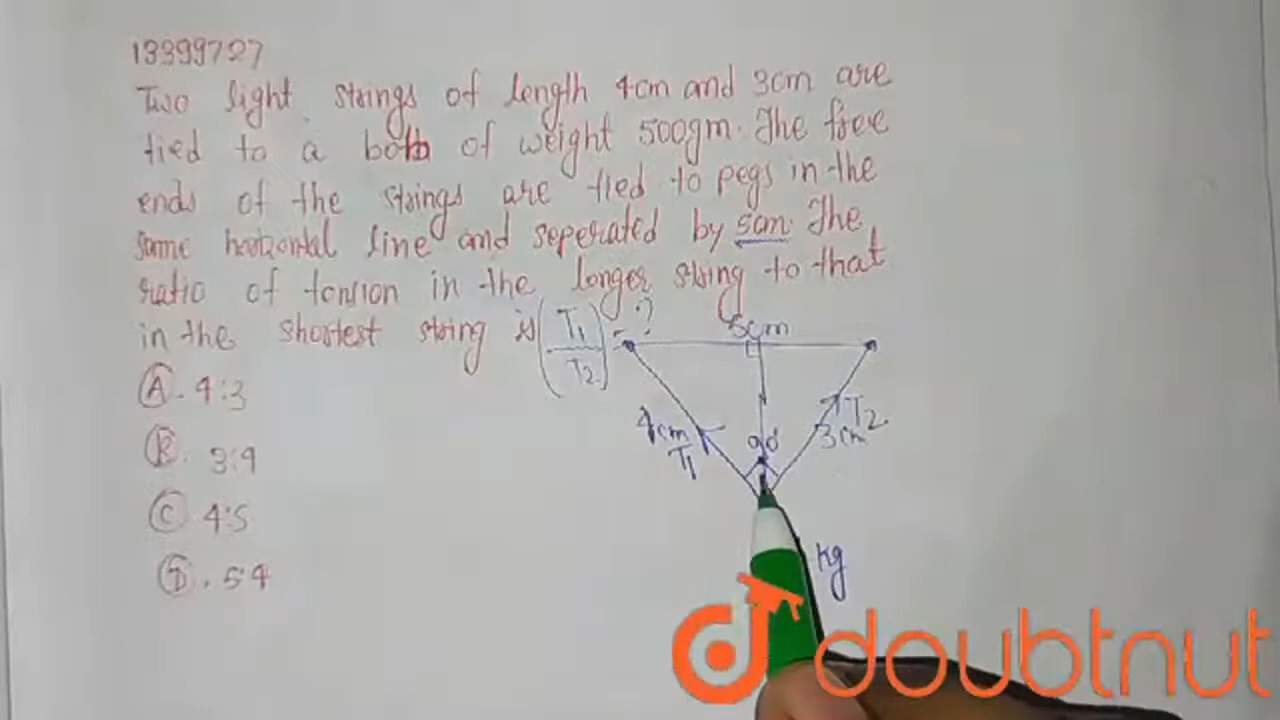 13399727
Two light strings of length 4cm and 3cm are
tied to a bob of weight 500gm. The free
ends of the strings are tied to pegs in the
same horizontal line and seperated by 5cm. The
ratio of tension in the longer string to that
in the shortest string is (T1/T2) = ?
5cm
A. 4:3
B. 3:4
C. 4:5
D. 5:4
4cm
T1
90°
T2
3cm
kg
doubtnut